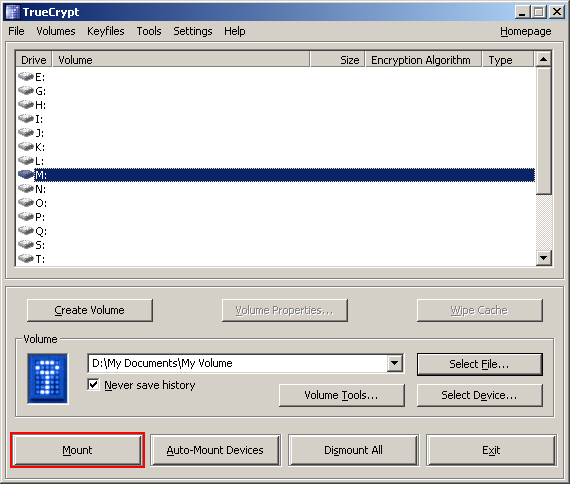 TrueCrypt
File Volumes Keyfiles Tools Settings Help Homepage
Drive Volume Size Encryption Algorithm Type
E:
G:
H:
I:
J:
K:
L:
M:
N:
O:
P:
Q:
S:
T:
Create Volume Volume Properties... Wipe Cache
Volume
D:\My Documents\My Volume Select File...
Never save history
Volume Tools... Select Device...
Mount Auto-Mount Devices Dismount All Exit